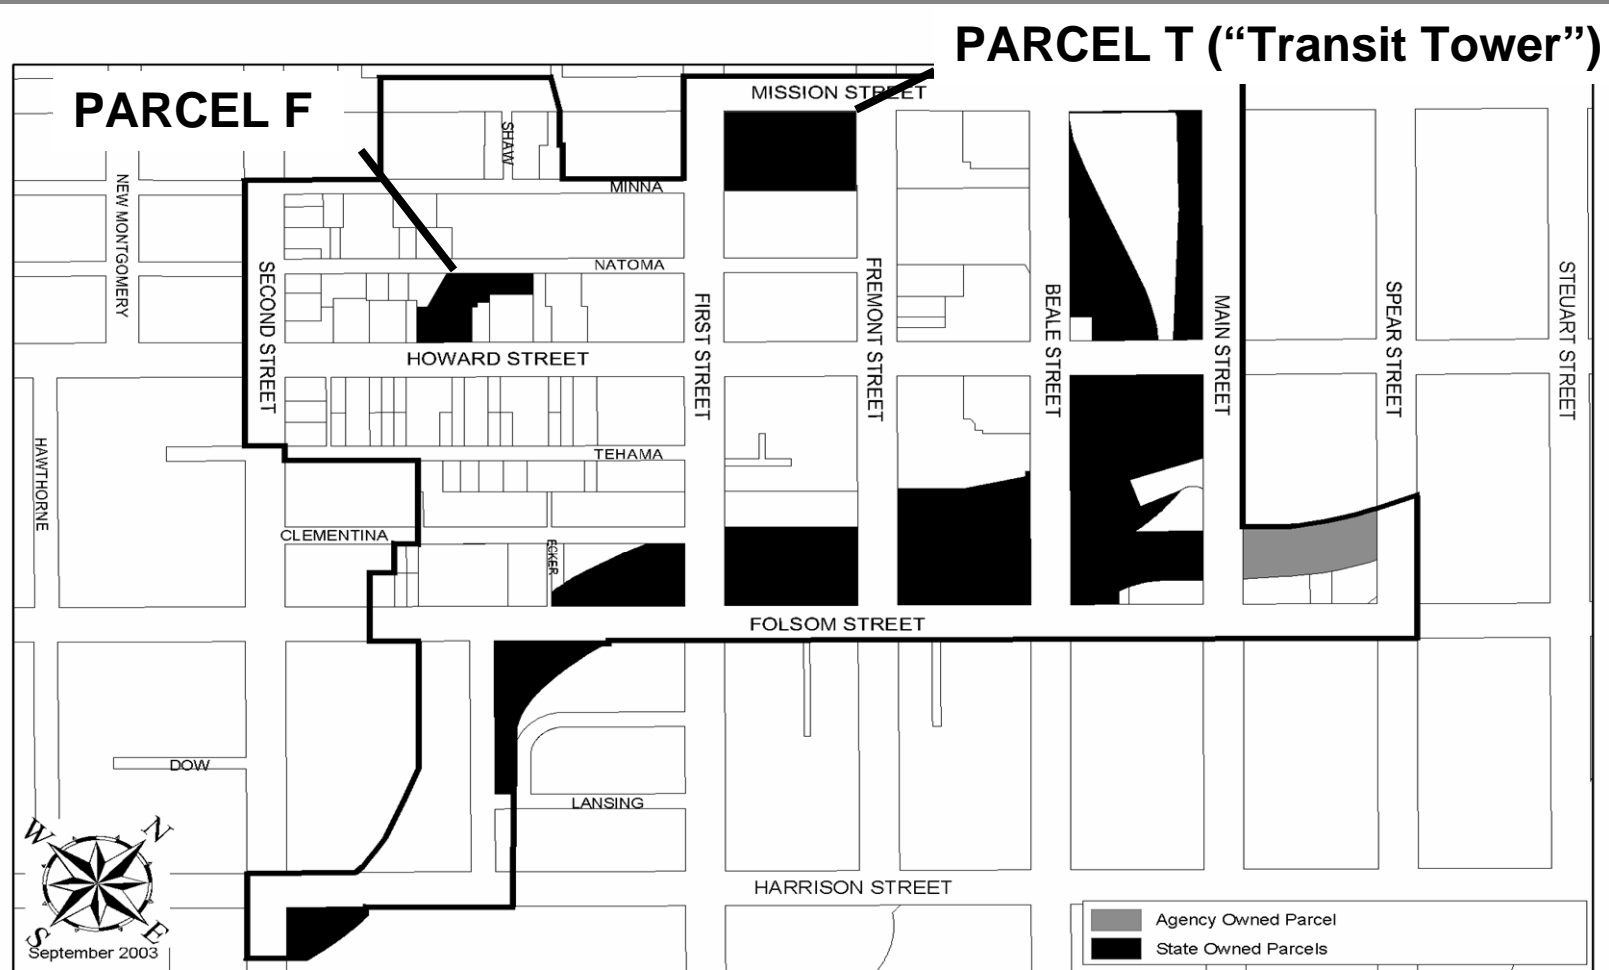 PARCEL T (“Transit Tower”)
PARCEL F
MISSION STREET
SHAW
MINNA
NEW MONTGOMERY
NATOMA
SECOND STREET
FIRST STREET
FREMONT STREET
BEALE STREET
MAIN STREET
SPEAR STREET
STEUART STREET
HOWARD STREET
HAWTHORNE
TEHAMA
CLEMENTINA
ECKER
FOLSOM STREET
DOW
LANSING
HARRISON STREET
W N
S E
September 2003
Agency Owned Parcel
State Owned Parcels